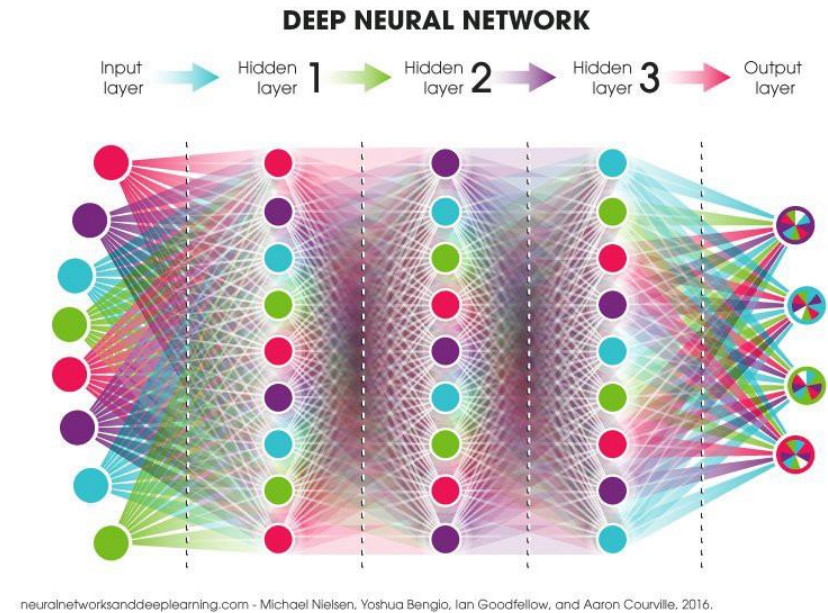 DEEP NEURAL NETWORK
Input layer
Hidden layer 1
Hidden layer 2
Hidden layer 3
Output layer
neuralnetworksanddeeplearning.com - Michael Nielsen, Yoshua Bengio, Ian Goodfellow, and Aaron Courville, 2016.